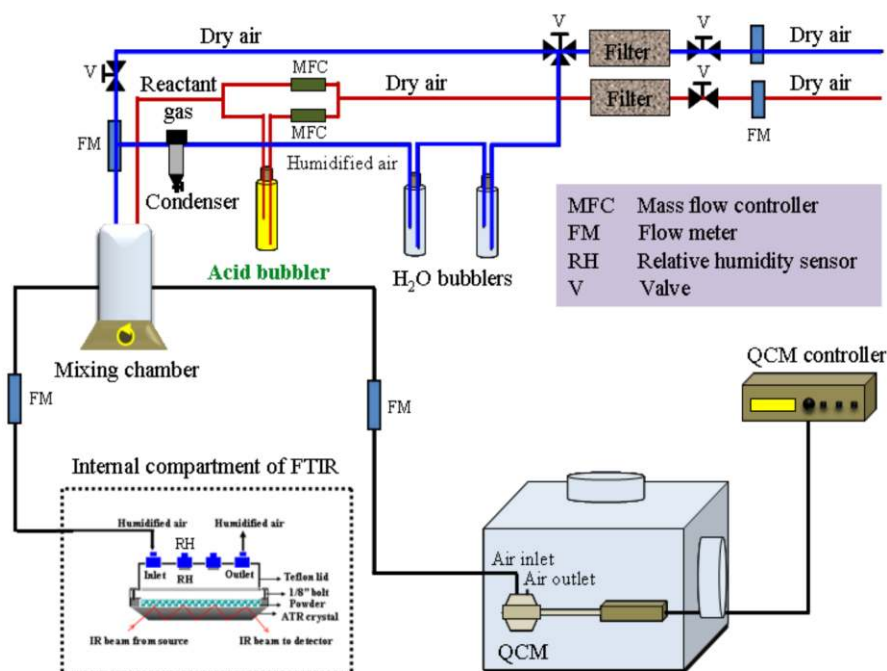 V
Dry air
Dry air
V
V
Filter
MFC
Reactant
gas
Dry air
V
Filter
Dry air
MFC
FM
FM
Humidified air
Condenser
Acid bubbler
H₂O bubblers
MFC Mass flow controller
FM Flow meter
RH Relative humidity sensor
V Valve
Mixing chamber
QCM controller
FM
FM
Internal compartment of FTIR
Humidified air
Humidified air
RH
Inlet
RH
Outlet
Teflon lid
1/8" bolt
Powder
ATR crystal
IR beam from source
IR beam to detector
Air inlet
Air outlet
QCM